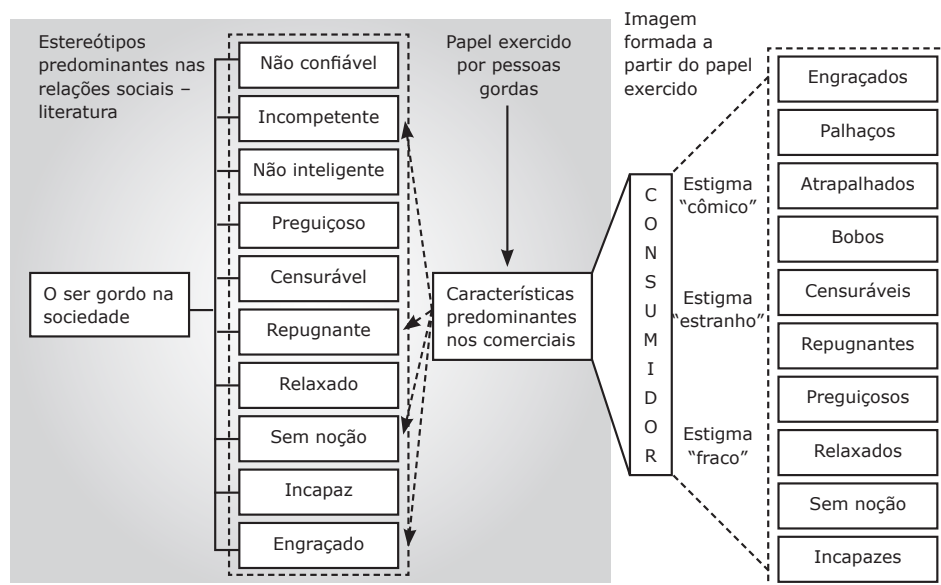 Estereótipos
predominantes nas
relações sociais –
literatura
O ser gordo na
sociedade
Não confiável
Incompetente
Não inteligente
Preguiçoso
Censurável
Repugnante
Relaxado
Sem noção
Incapaz
Engraçado
Papel exercido
por pessoas
gordas
Características
predominantes
nos comerciais
C
O
N
S
U
M
I
D
O
R
Imagem
formada a
partir do papel
exercido
Estigma
“cômico”
Estigma
“estranho”
Estigma
“fraco”
Engraçados
Palhaços
Atrapalhados
Bobos
Censuráveis
Repugnantes
Preguiçosos
Relaxados
Sem noção
Incapazes